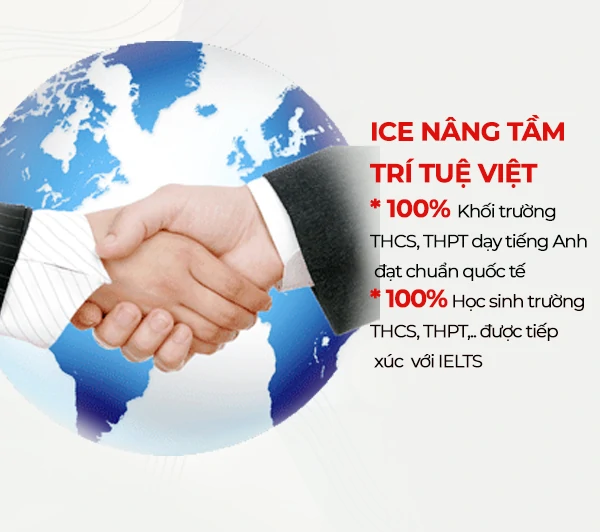 ICE NÂNG TẦM
TRÍ TUỆ VIỆT
* 100% Khối trường
THCS, THPT dạy tiếng Anh
đạt chuẩn quốc tế
* 100% Học sinh trường
THCS, THPT,.. được tiếp
xúc với IELTS